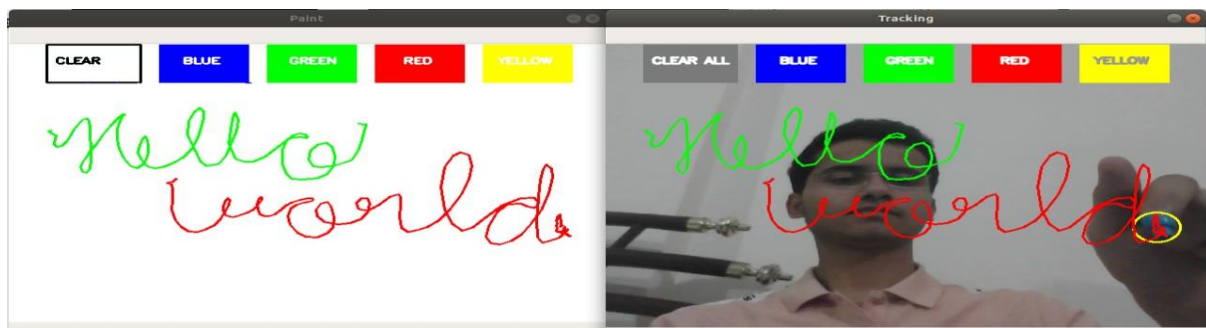 Paint
CLEAR BLUE GREEN RED YELLOW
Hello
world
Tracking
CLEAR ALL BLUE GREEN RED YELLOW
Hello
world